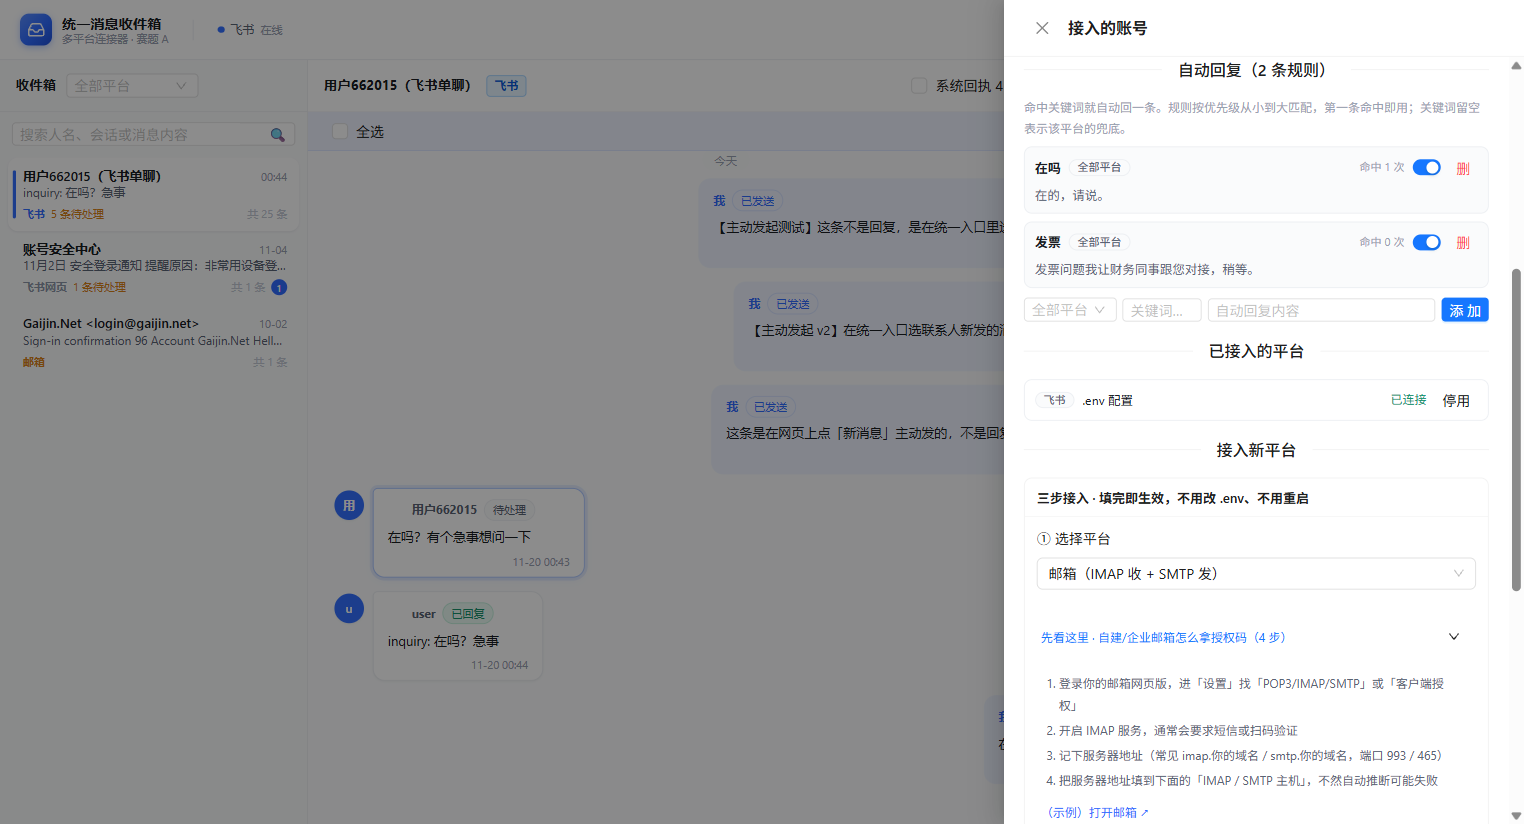 统一消息收件箱
多平台连接器 · 赛题 A
飞书 在线
收件箱 全部平台
搜索人名、会话或消息内容
用户662015（飞书单聊） 00:44
inquiry: 在吗？急事
飞书 5 条待处理 共 25 条
账号安全中心 11-04
11月2日 安全登录通知 提醒原因：非常用设备登...
飞书网页 1 条待处理 共 1 条 1
Gaijin.Net <login@gaijin.net> 10-02
Sign-in confirmation 96 Account Gaijin.Net Hell...
邮箱 共 1 条
用户662015（飞书单聊） 飞书 系统回执 4
全选
今天
我 已发送
【主动发起测试】这条不是回复，是在统一入口里
我 已发送
【主动发起 v2】在统一入口选联系人新发的
我 已发送
这条是在网页上点「新消息」主动发的，不是回
用
用户662015 待处理
在吗？有个急事想问一下
11-20 00:43
u
user 已回复
inquiry: 在吗？急事
11-20 00:44
接入的账号
自动回复（2 条规则）
命中关键词就自动回一条。规则按优先级从小到大匹配，第一条命中即用；关键词留空
表示该平台的兜底。
在吗 全部平台 命中 1 次 删
在的，请说。
发票 全部平台 命中 0 次 删
发票问题我让财务同事跟您对接，稍等。
全部平台 关键词... 自动回复内容 添 加
已接入的平台
飞书 .env 配置 已连接 停用
接入新平台
三步接入 · 填完即生效，不用改 .env、不用重启
① 选择平台
邮箱（IMAP 收 + SMTP 发）
先看这里 · 自建/企业邮箱怎么拿授权码（4 步）
1. 登录你的邮箱网页版，进「设置」找「POP3/IMAP/SMTP」或「客户端授
权」
2. 开启 IMAP 服务，通常会要求短信或扫码验证
3. 记下服务器地址（常见 imap.你的域名 / smtp.你的域名，端口 993 / 465）
4. 把服务器地址填到下面的「IMAP / SMTP 主机」，不然自动推断可能失败
（示例）打开邮箱 ↗